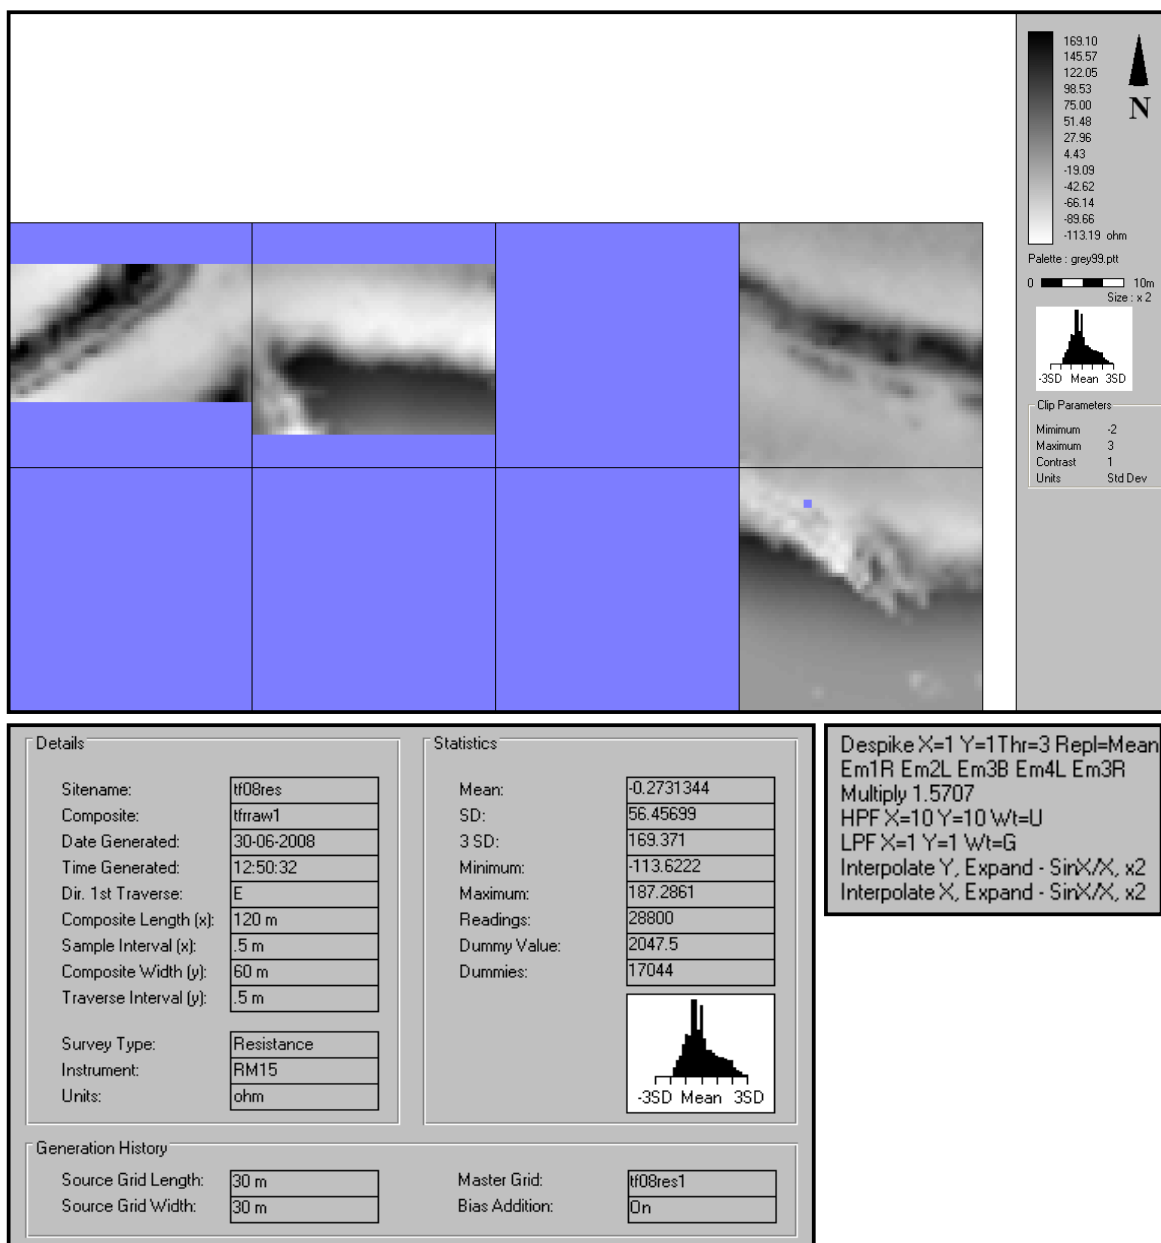 169.10
145.57
122.05
98.53
75.00
51.48
27.96
4.43
-19.09
-42.62
-66.14
-89.66
-113.19 ohm
N
Palette : grey99.ptt
0 10m
Size : x 2
-3SD Mean 3SD
Clip Parameters
Minimum -2
Maximum 3
Contrast 1
Units Std Dev
Details
Sitename: tf08res
Composite: tfrraw1
Date Generated: 30-06-2008
Time Generated: 12:50:32
Dir. 1st Traverse: E
Composite Length (x): 120 m
Sample Interval (x): .5 m
Composite Width (y): 60 m
Traverse Interval (y): .5 m
Survey Type: Resistance
Instrument: RM15
Units: ohm
Statistics
Mean: -0.2731344
SD: 56.45699
3 SD: 169.371
Minimum: -113.6222
Maximum: 187.2861
Readings: 28800
Dummy Value: 2047.5
Dummies: 17044
-3SD Mean 3SD
Generation History
Source Grid Length: 30 m
Source Grid Width: 30 m
Master Grid: tf08res1
Bias Addition: On
Despike X=1 Y=1Thr=3 Repl=Mean
Em1R Em2L Em3B Em4L Em3R
Multiply 1.5707
HPF X=10 Y=10 Wt=U
LPF X=1 Y=1 Wt=G
Interpolate Y, Expand - SinX/X, x2
Interpolate X, Expand - SinX/X, x2